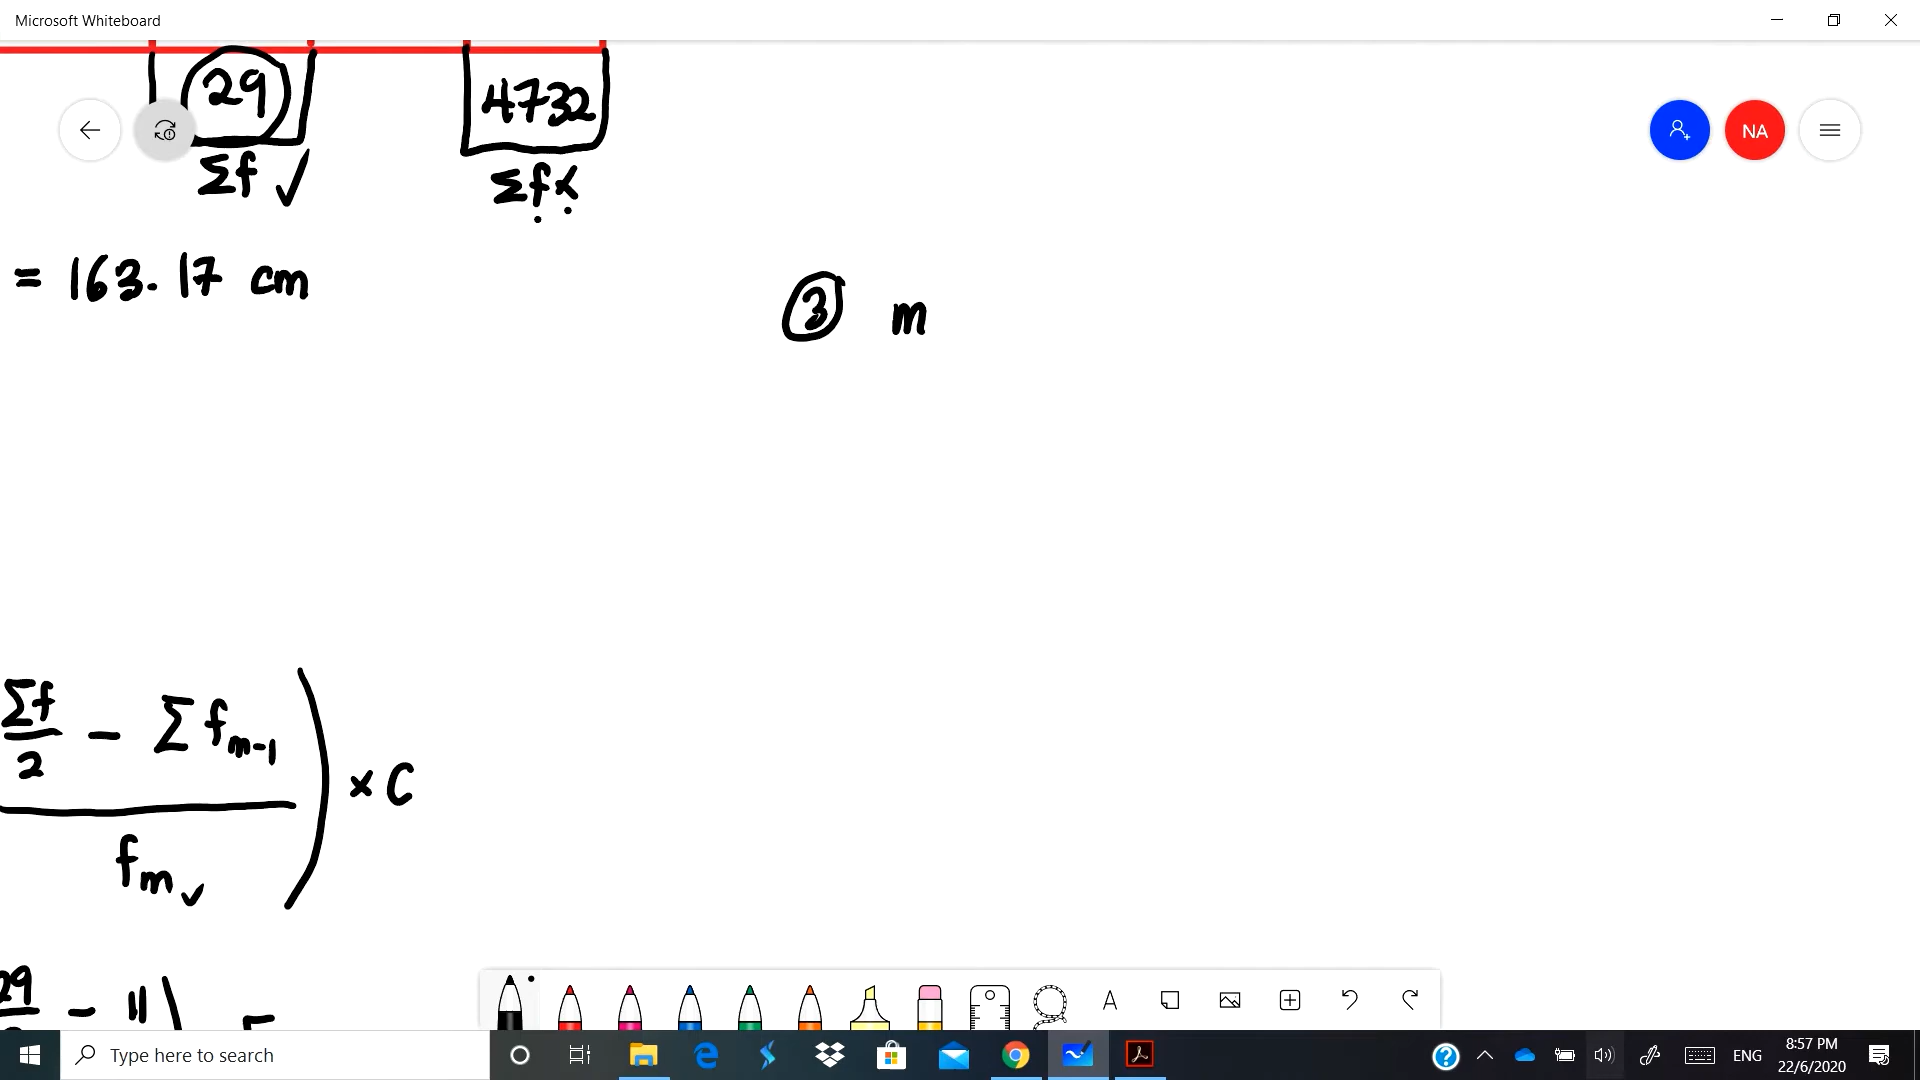 Microsoft Whiteboard
29
4732
Σf ✓
Σfx
NA
= 163.17 cm
③ m
Σf/2 - Σf m-1
f m ✓
) × C
29
- 11 )
A
Type here to search
ENG
8:57 PM
22/6/2020